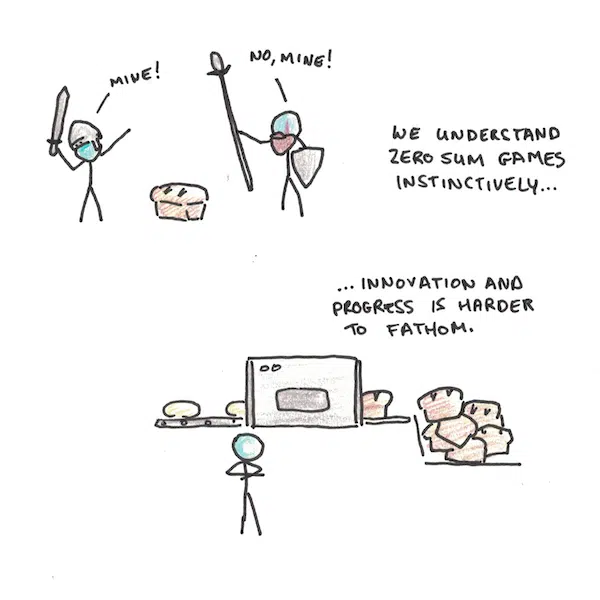 MINE!
NO, MINE!
WE UNDERSTAND
ZERO SUM GAMES
INSTINCTIVELY...
... INNOVATION AND
PROGRESS IS HARDER
TO FATHOM.